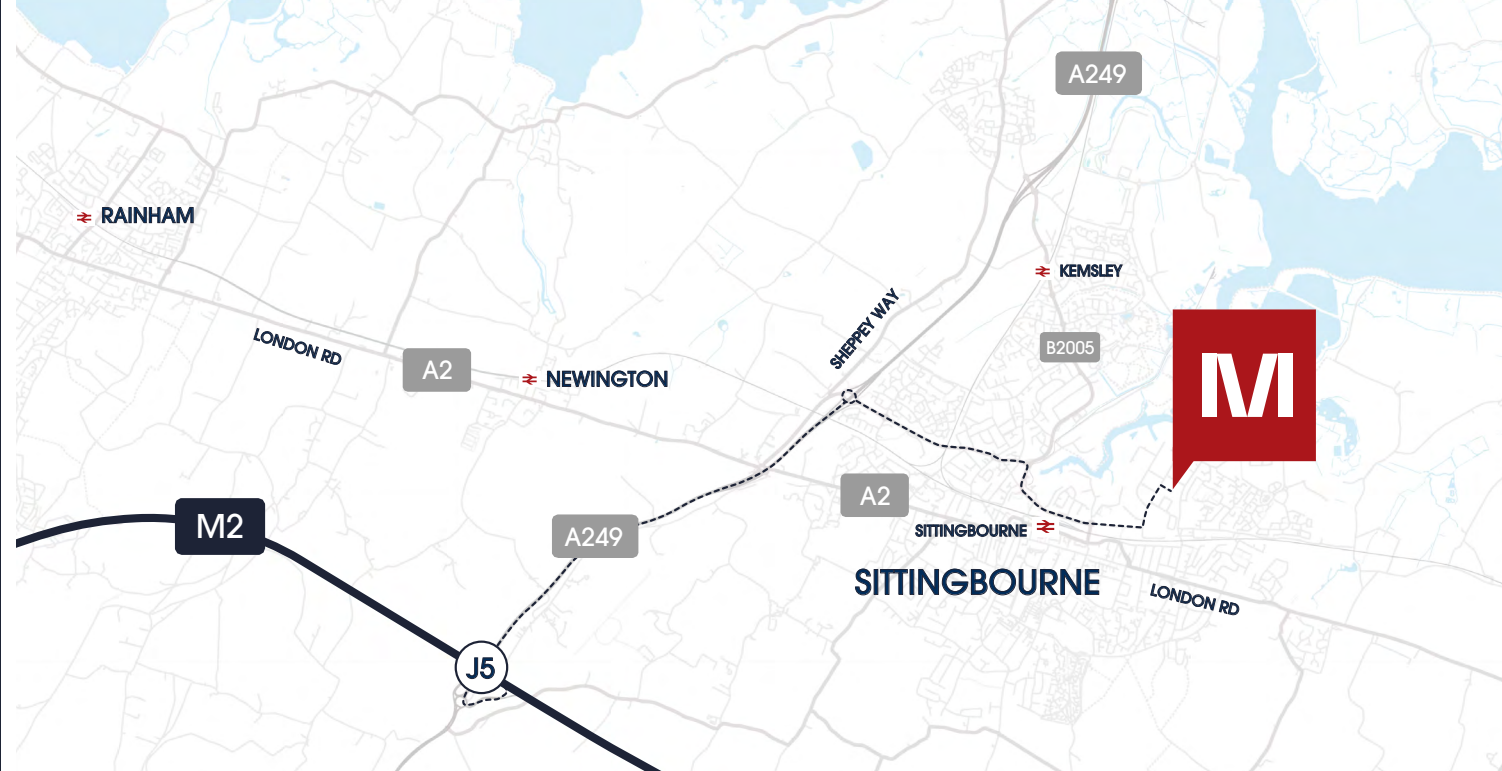 A249
RAINHAM
KEMSLEY
SHEPPEY WAY
LONDON RD
B2005
A2
NEWINGTON
M
A2
M2
A249
SITTINGBOURNE
SITTINGBOURNE
LONDON RD
J5